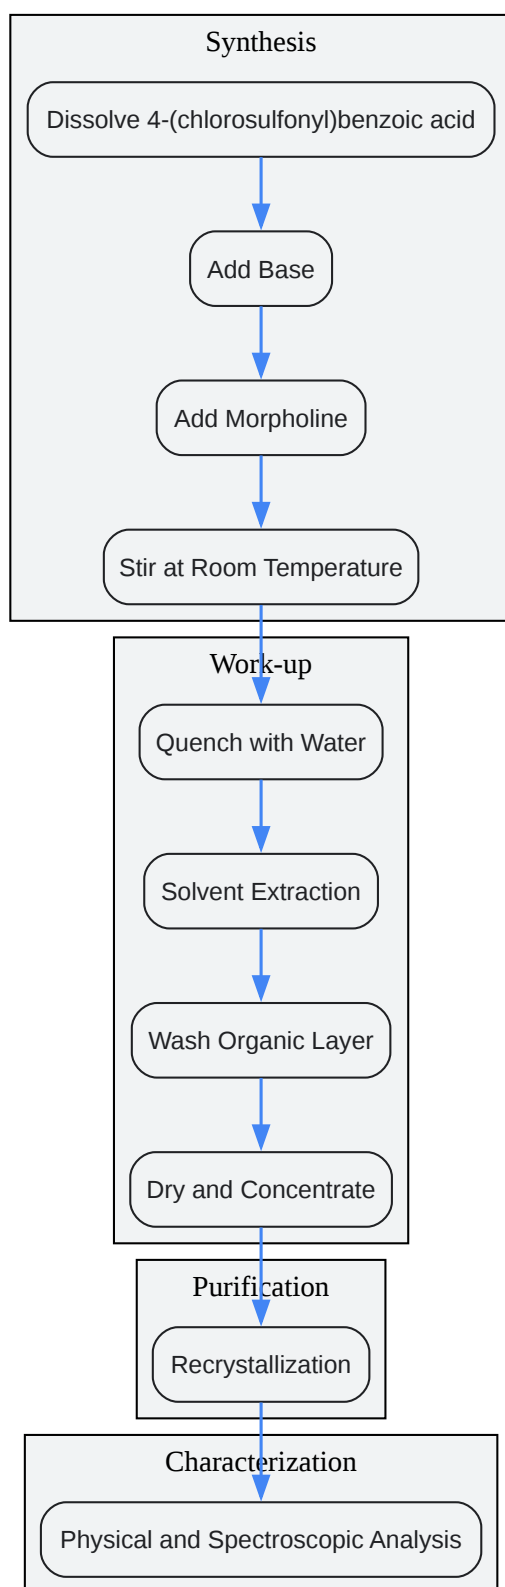 Synthesis
Dissolve 4-(chlorosulfonyl)benzoic acid
Add Base
Add Morpholine
Stir at Room Temperature
Work-up
Quench with Water
Solvent Extraction
Wash Organic Layer
Dry and Concentrate
Purification
Recrystallization
Characterization
Physical and Spectroscopic Analysis